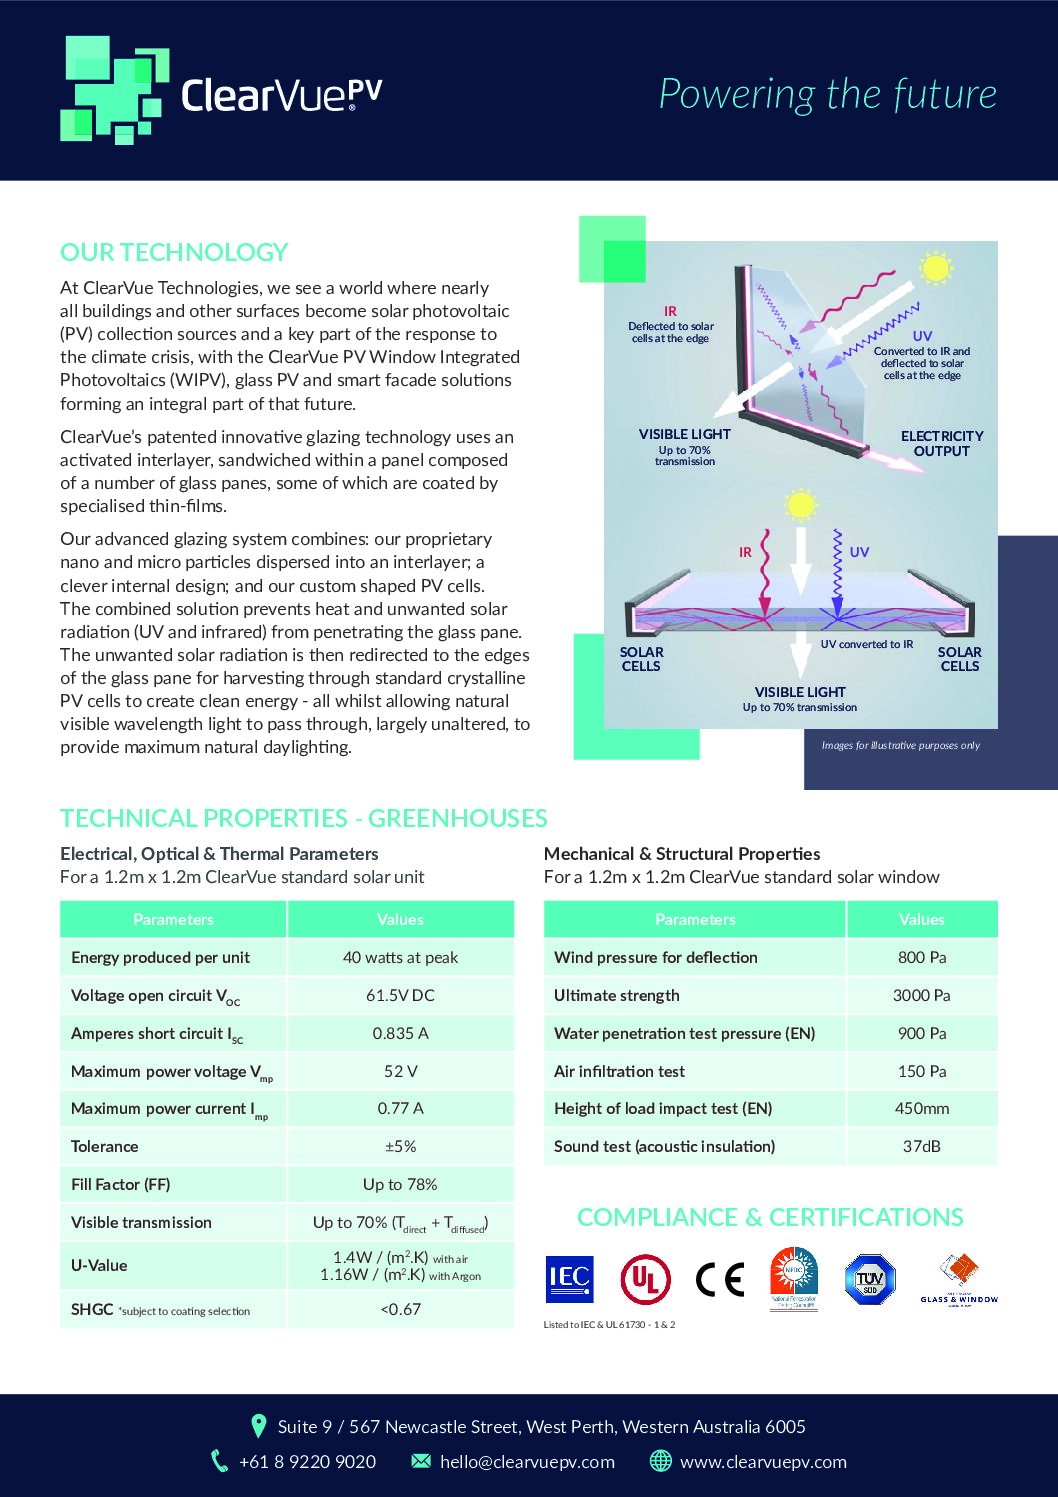 ClearVuePV®
Powering the future
OUR TECHNOLOGY
At ClearVue Technologies, we see a world where nearly
all buildings and other surfaces become solar photovoltaic
(PV) collection sources and a key part of the response to
the climate crisis, with the ClearVue PV Window Integrated
Photovoltaics (WIPV), glass PV and smart facade solutions
forming an integral part of that future.
ClearVue's patented innovative glazing technology uses an
activated interlayer, sandwiched within a panel composed
of a number of glass panes, some of which are coated by
specialised thin-films.
Our advanced glazing system combines: our proprietary
nano and micro particles dispersed into an interlayer; a
clever internal design; and our custom shaped PV cells.
The combined solution prevents heat and unwanted solar
radiation (UV and infrared) from penetrating the glass pane.
The unwanted solar radiation is then redirected to the edges
of the glass pane for harvesting through standard crystalline
PV cells to create clean energy - all whilst allowing natural
visible wavelength light to pass through, largely unaltered, to
provide maximum natural daylighting.
IR
Deflected to solar
cells at the edge
UV
Converted to IR and
deflected to solar
cells at the edge
VISIBLE LIGHT
Up to 70%
transmission
ELECTRICITY
OUTPUT
IR
UV
SOLAR
CELLS
UV converted to IR
SOLAR
CELLS
VISIBLE LIGHT
Up to 70% transmission
Images for illustrative purposes only
TECHNICAL PROPERTIES - GREENHOUSES
Electrical, Optical & Thermal Parameters
For a 1.2m x 1.2m ClearVue standard solar unit
Parameters Values
Energy produced per unit 40 watts at peak
Voltage open circuit VOC 61.5V DC
Amperes short circuit ISC 0.835 A
Maximum power voltage Vmp 52 V
Maximum power current Imp 0.77 A
Tolerance ±5%
Fill Factor (FF) Up to 78%
Visible transmission Up to 70% (Tdirect + Tdiffused)
U-Value 1.4W / (m².K) with air
1.16W / (m².K) with Argon
SHGC *subject to coating selection <0.67
Mechanical & Structural Properties
For a 1.2m x 1.2m ClearVue standard solar window
Parameters Values
Wind pressure for deflection 800 Pa
Ultimate strength 3000 Pa
Water penetration test pressure (EN) 900 Pa
Air infiltration test 150 Pa
Height of load impact test (EN) 450mm
Sound test (acoustic insulation) 37dB
COMPLIANCE & CERTIFICATIONS
IEC
UL
CE
NFRC
National Fenestration
Rating Council®
TÜV
SÜD
GLASS & WINDOW
Listed to IEC & UL 61730 - 1 & 2
Suite 9 / 567 Newcastle Street, West Perth, Western Australia 6005
+61 8 9220 9020 hello@clearvuepv.com www.clearvuepv.com